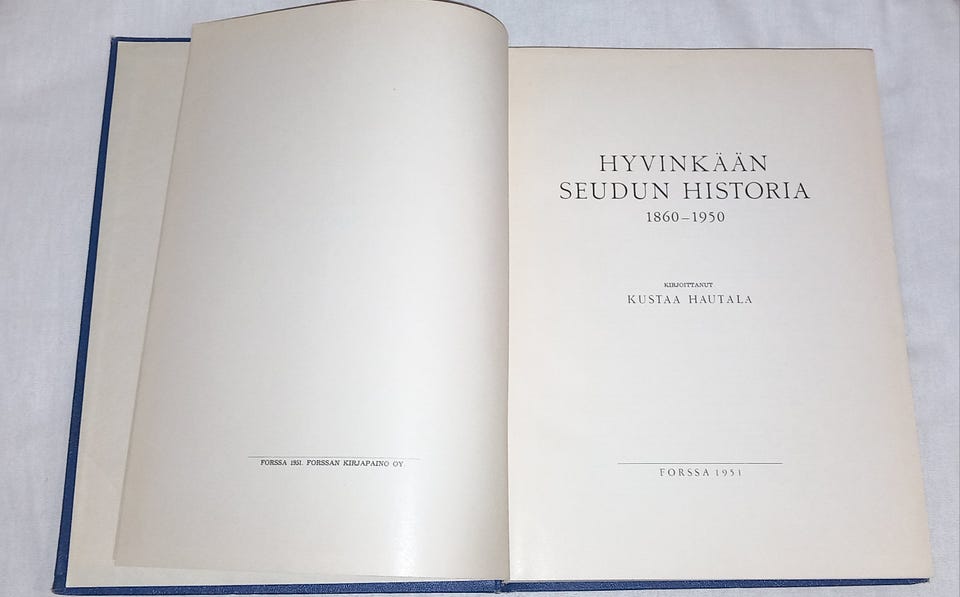 FORSSA 1951. FORSSAN KIRJAPAINO OY
HYVINKÄÄN
SEUDUN HISTORIA
1860–1950
KIRJOITTANUT
KUSTAA HAUTALA
FORSSA 1951